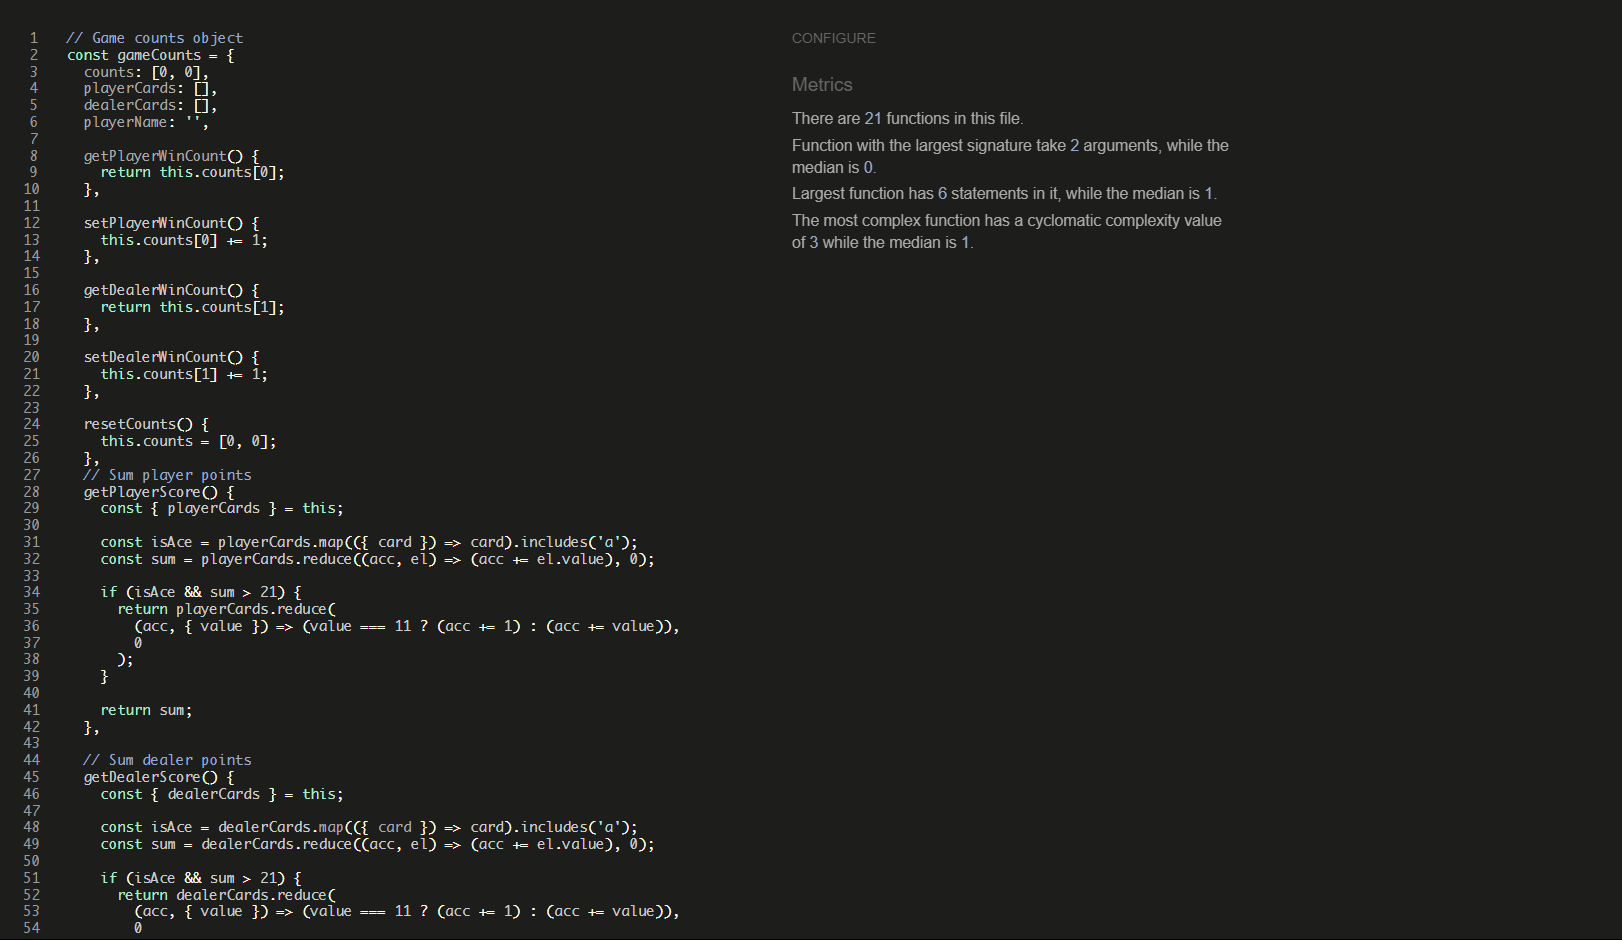 1 // Game counts object
2 const gameCounts = {
3 counts: [0, 0],
4 playerCards: [],
5 dealerCards: [],
6 playerName: '',
7
8 getPlayerWinCount() {
9 return this.counts[0];
10 },
11
12 setPlayerWinCount() {
13 this.counts[0] += 1;
14 },
15
16 getDealerWinCount() {
17 return this.counts[1];
18 },
19
20 setDealerWinCount() {
21 this.counts[1] += 1;
22 },
23
24 resetCounts() {
25 this.counts = [0, 0];
26 },
27 // Sum player points
28 getPlayerScore() {
29 const { playerCards } = this;
30
31 const isAce = playerCards.map(({ card }) => card).includes('a');
32 const sum = playerCards.reduce((acc, el) => (acc += el.value), 0);
33
34 if (isAce && sum > 21) {
35 return playerCards.reduce(
36 (acc, { value }) => (value === 11 ? (acc += 1) : (acc += value)),
37 0
38 );
39 }
40
41 return sum;
42 },
43
44 // Sum dealer points
45 getDealerScore() {
46 const { dealerCards } = this;
47
48 const isAce = dealerCards.map(({ card }) => card).includes('a');
49 const sum = dealerCards.reduce((acc, el) => (acc += el.value), 0);
50
51 if (isAce && sum > 21) {
52 return dealerCards.reduce(
53 (acc, { value }) => (value === 11 ? (acc += 1) : (acc += value)),
54 0
CONFIGURE
Metrics
There are 21 functions in this file.
Function with the largest signature take 2 arguments, while the
median is 0.
Largest function has 6 statements in it, while the median is 1.
The most complex function has a cyclomatic complexity value
of 3 while the median is 1.